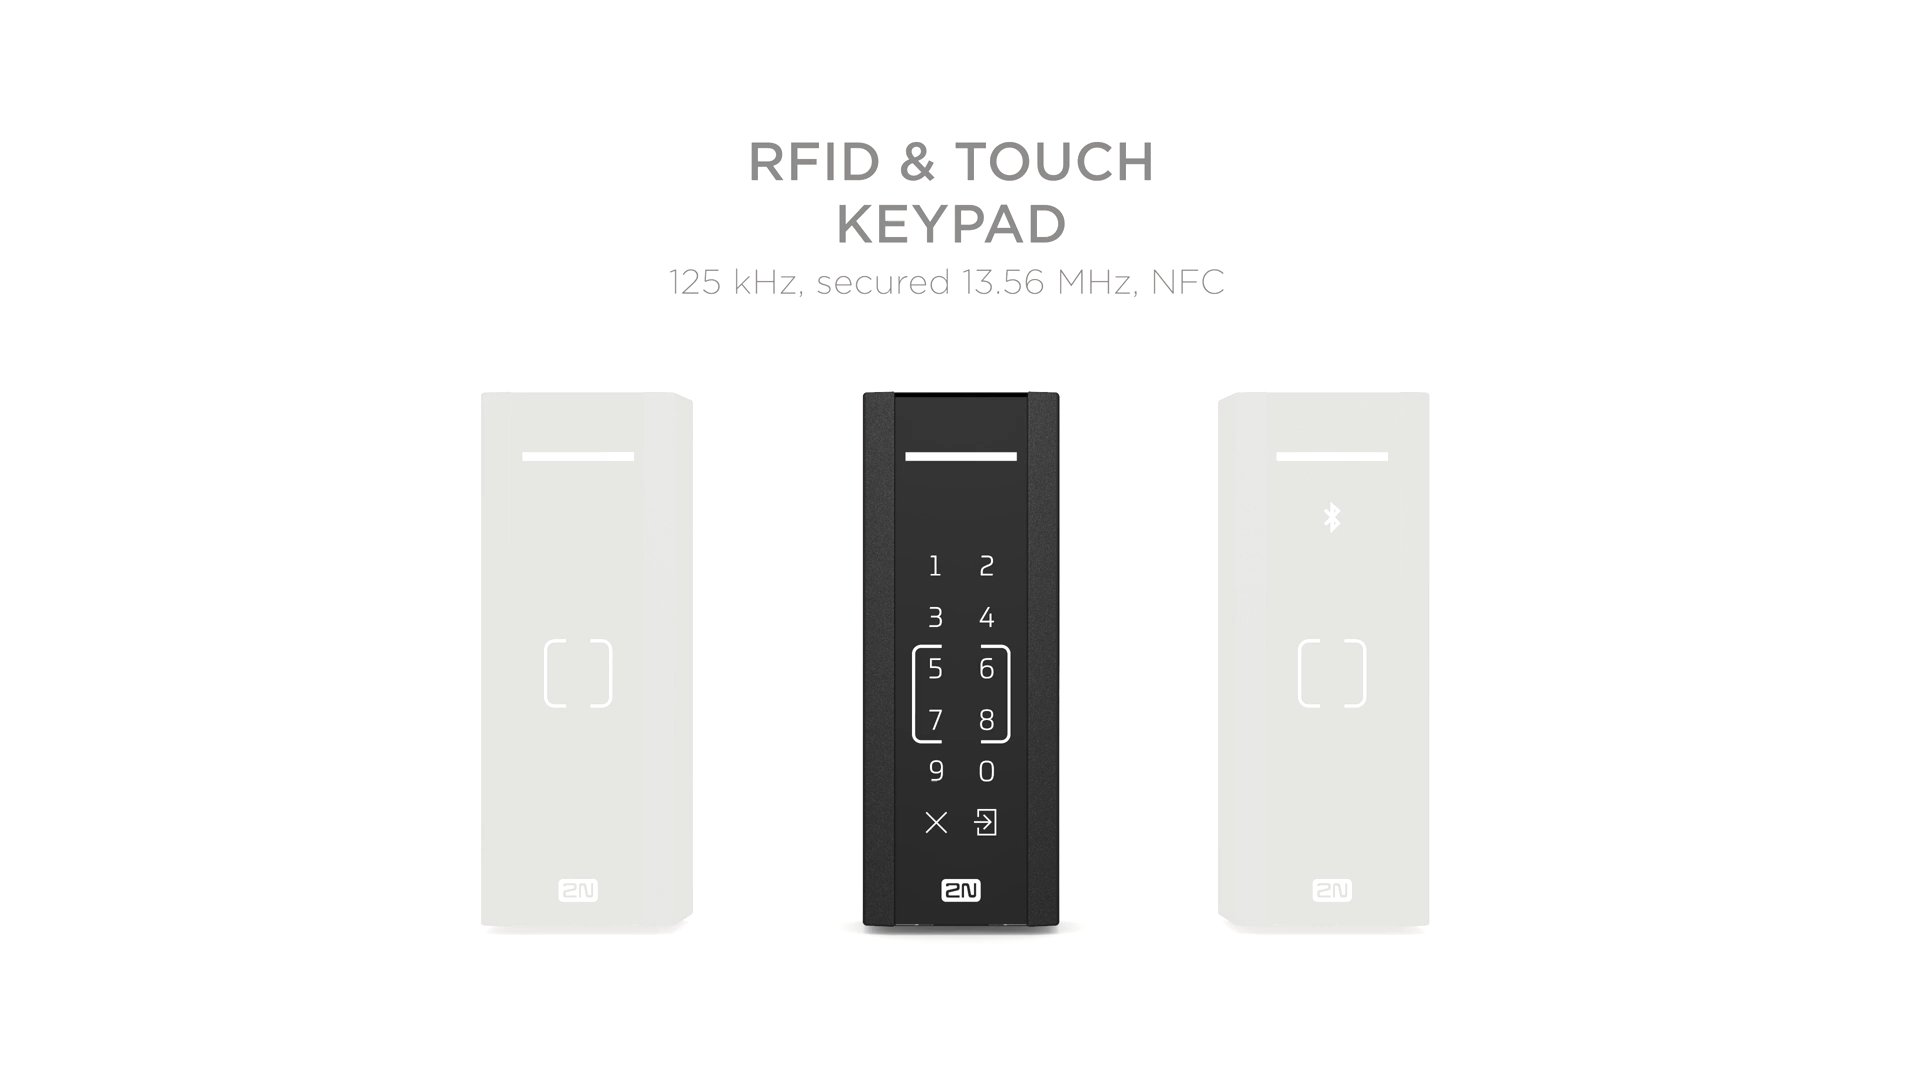 RFID & TOUCH
KEYPAD
125 kHz, secured 13.56 MHz, NFC
1 2
3 4
5 6
7 8
9 0
2N
2N
2N